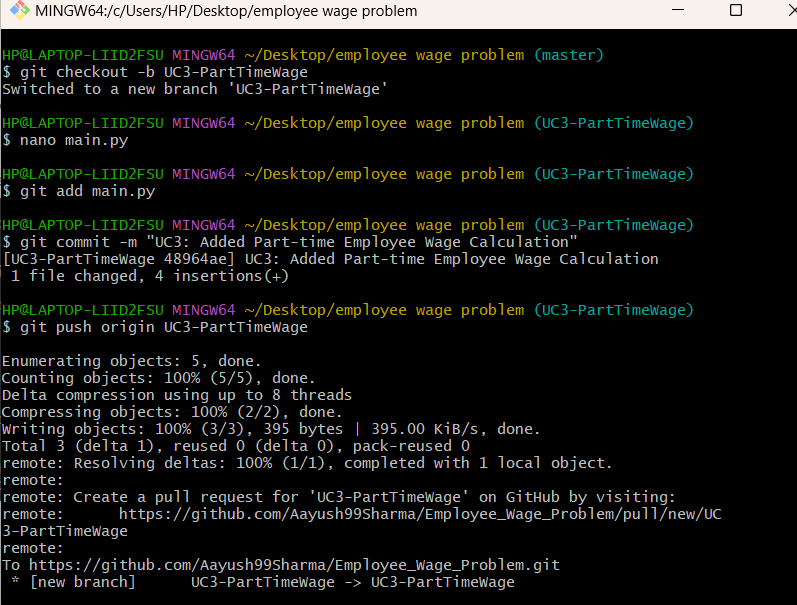 MINGW64:/c/Users/HP/Desktop/employee wage problem
HP@LAPTOP-LIID2FSU MINGW64 ~/Desktop/employee wage problem (master)
$ git checkout -b UC3-PartTimeWage
Switched to a new branch 'UC3-PartTimeWage'
HP@LAPTOP-LIID2FSU MINGW64 ~/Desktop/employee wage problem (UC3-PartTimeWage)
$ nano main.py
HP@LAPTOP-LIID2FSU MINGW64 ~/Desktop/employee wage problem (UC3-PartTimeWage)
$ git add main.py
HP@LAPTOP-LIID2FSU MINGW64 ~/Desktop/employee wage problem (UC3-PartTimeWage)
$ git commit -m "UC3: Added Part-time Employee Wage Calculation"
[UC3-PartTimeWage 48964ae] UC3: Added Part-time Employee Wage Calculation
 1 file changed, 4 insertions(+)
HP@LAPTOP-LIID2FSU MINGW64 ~/Desktop/employee wage problem (UC3-PartTimeWage)
$ git push origin UC3-PartTimeWage
Enumerating objects: 5, done.
Counting objects: 100% (5/5), done.
Delta compression using up to 8 threads
Compressing objects: 100% (2/2), done.
Writing objects: 100% (3/3), 395 bytes | 395.00 KiB/s, done.
Total 3 (delta 1), reused 0 (delta 0), pack-reused 0
remote: Resolving deltas: 100% (1/1), completed with 1 local object.
remote:
remote: Create a pull request for 'UC3-PartTimeWage' on GitHub by visiting:
remote:      https://github.com/Aayush99Sharma/Employee_Wage_Problem/pull/new/UC
3-PartTimeWage
remote:
To https://github.com/Aayush99Sharma/Employee_Wage_Problem.git
 * [new branch]      UC3-PartTimeWage -> UC3-PartTimeWage